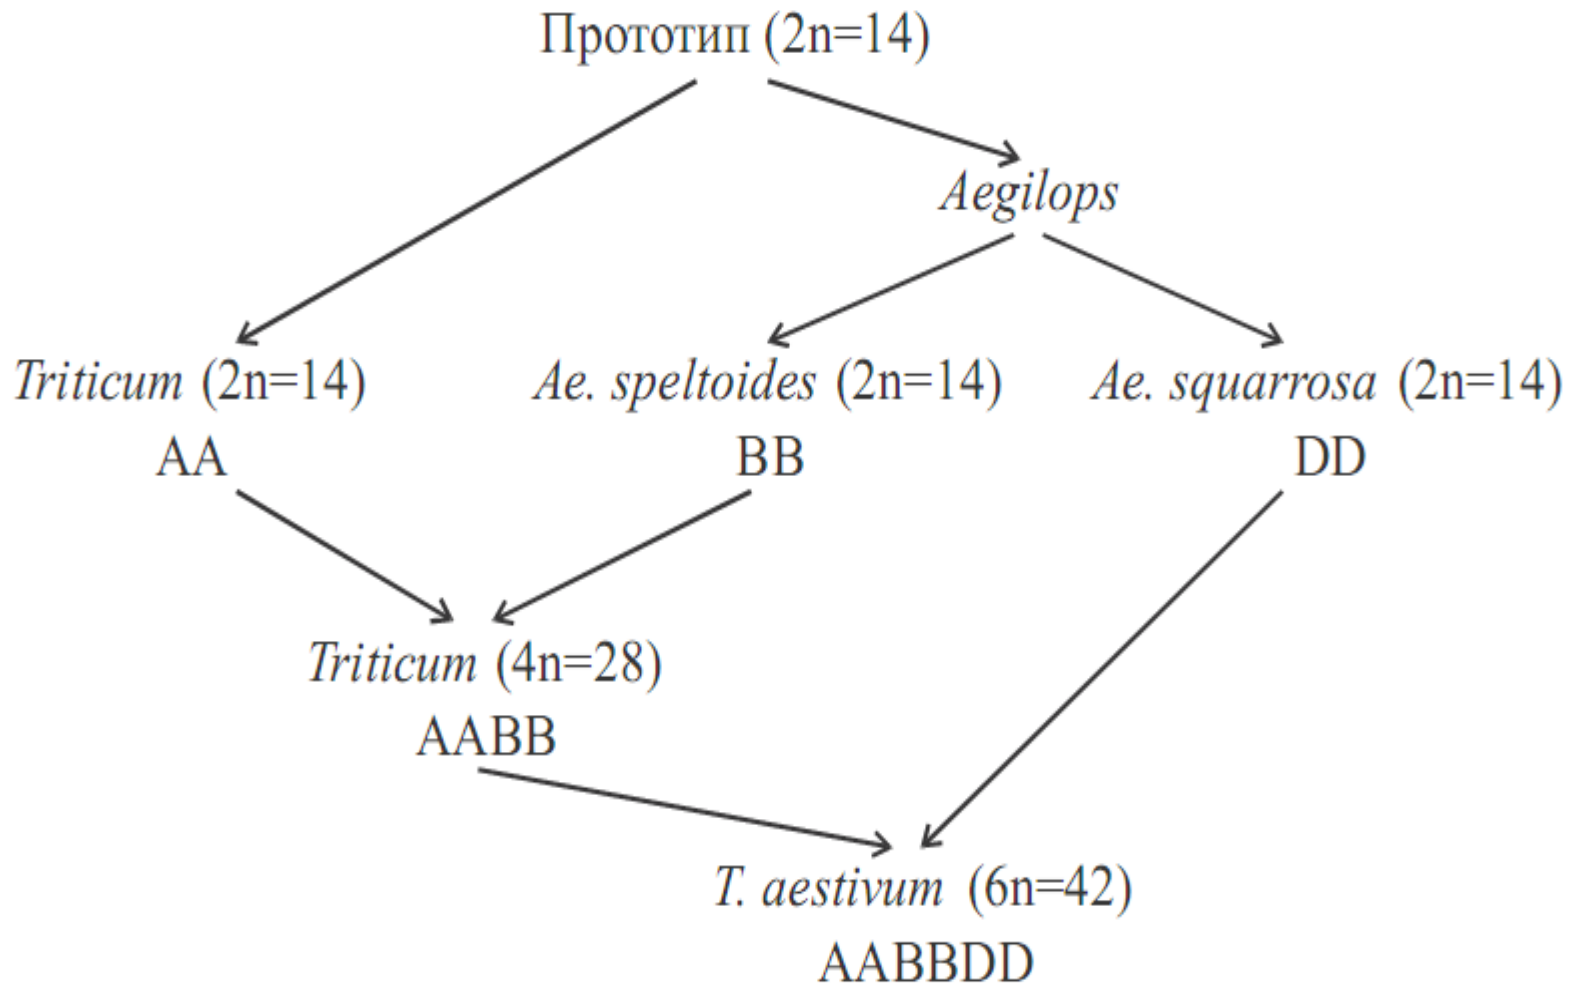 Прототип (2n=14)
Aegilops
Triticum (2n=14)
AA
Ae. speltoides (2n=14)
BB
Ae. squarrosa (2n=14)
DD
Triticum (4n=28)
AABB
T. aestivum (6n=42)
AABBDD